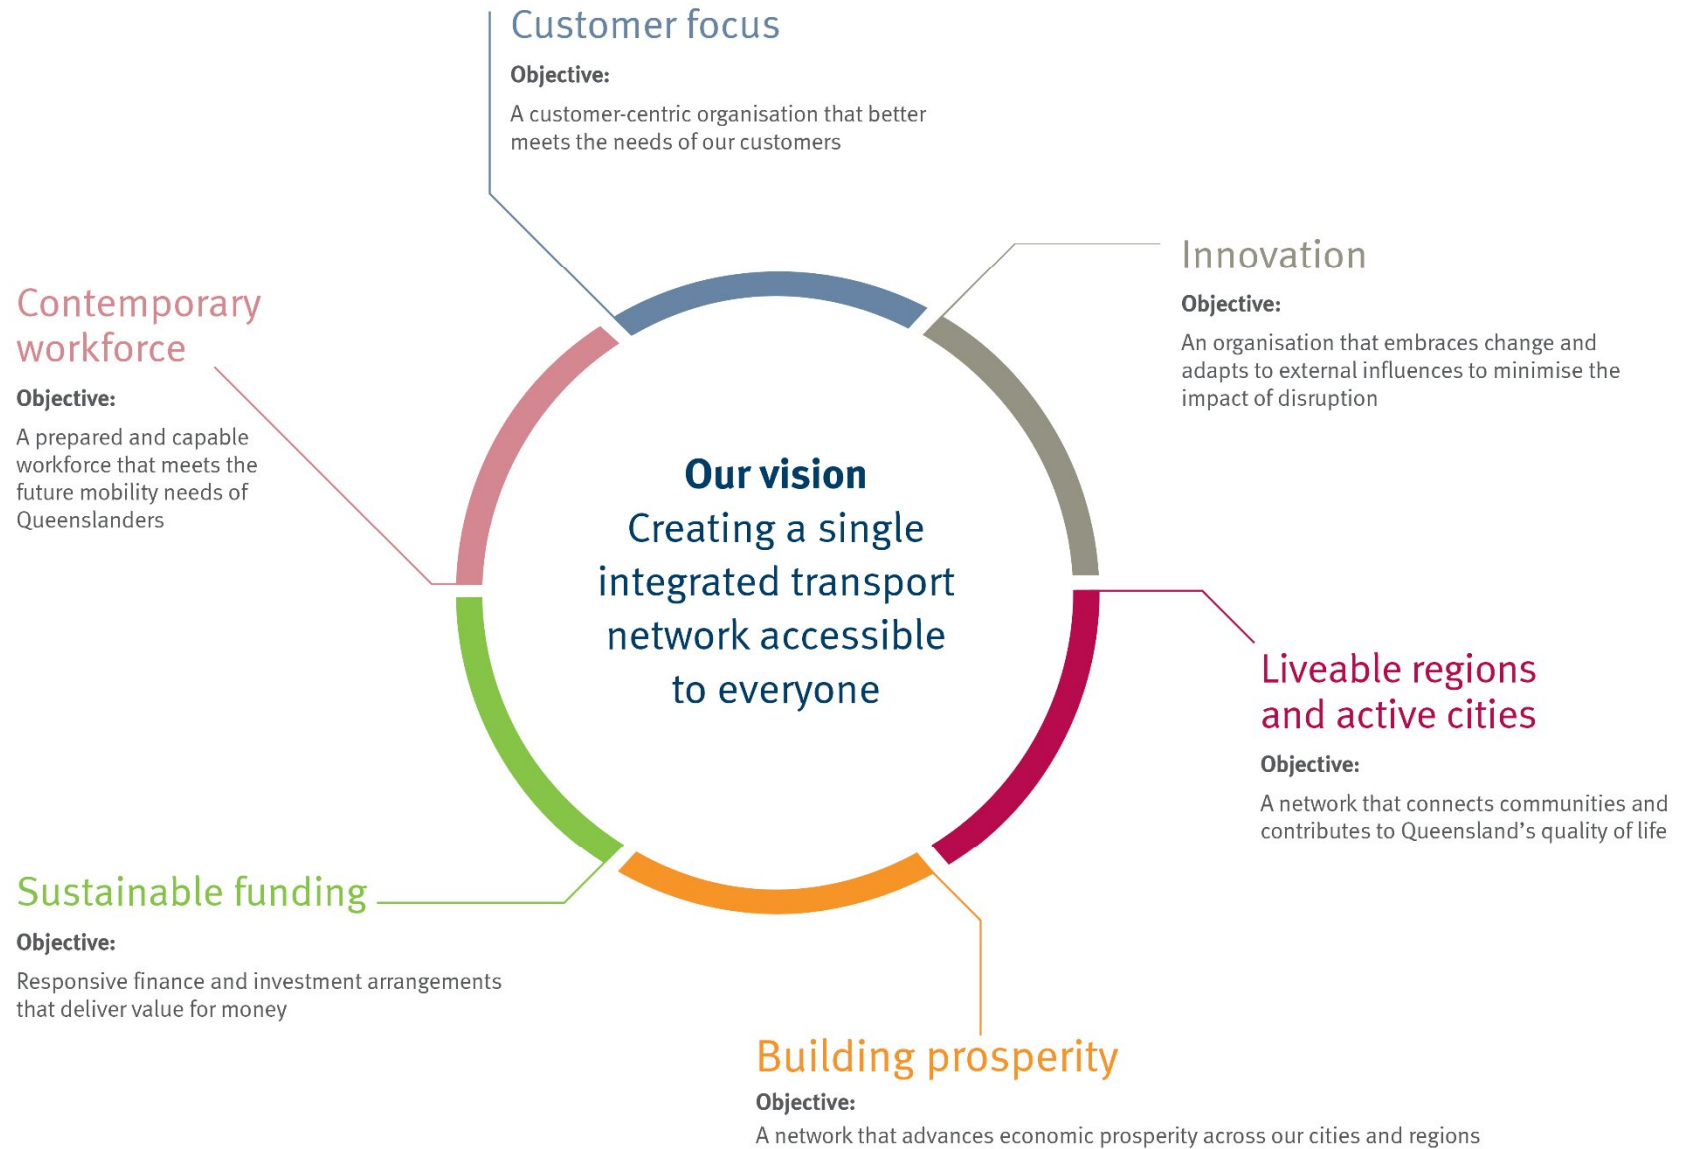 Customer focus
Objective:
A customer-centric organisation that better
meets the needs of our customers
Innovation
Objective:
An organisation that embraces change and
adapts to external influences to minimise the
impact of disruption
Contemporary
workforce
Objective:
A prepared and capable
workforce that meets the
future mobility needs of
Queenslanders
Our vision
Creating a single
integrated transport
network accessible
to everyone
Liveable regions
and active cities
Objective:
A network that connects communities and
contributes to Queensland's quality of life
Sustainable funding
Objective:
Responsive finance and investment arrangements
that deliver value for money
Building prosperity
Objective:
A network that advances economic prosperity across our cities and regions